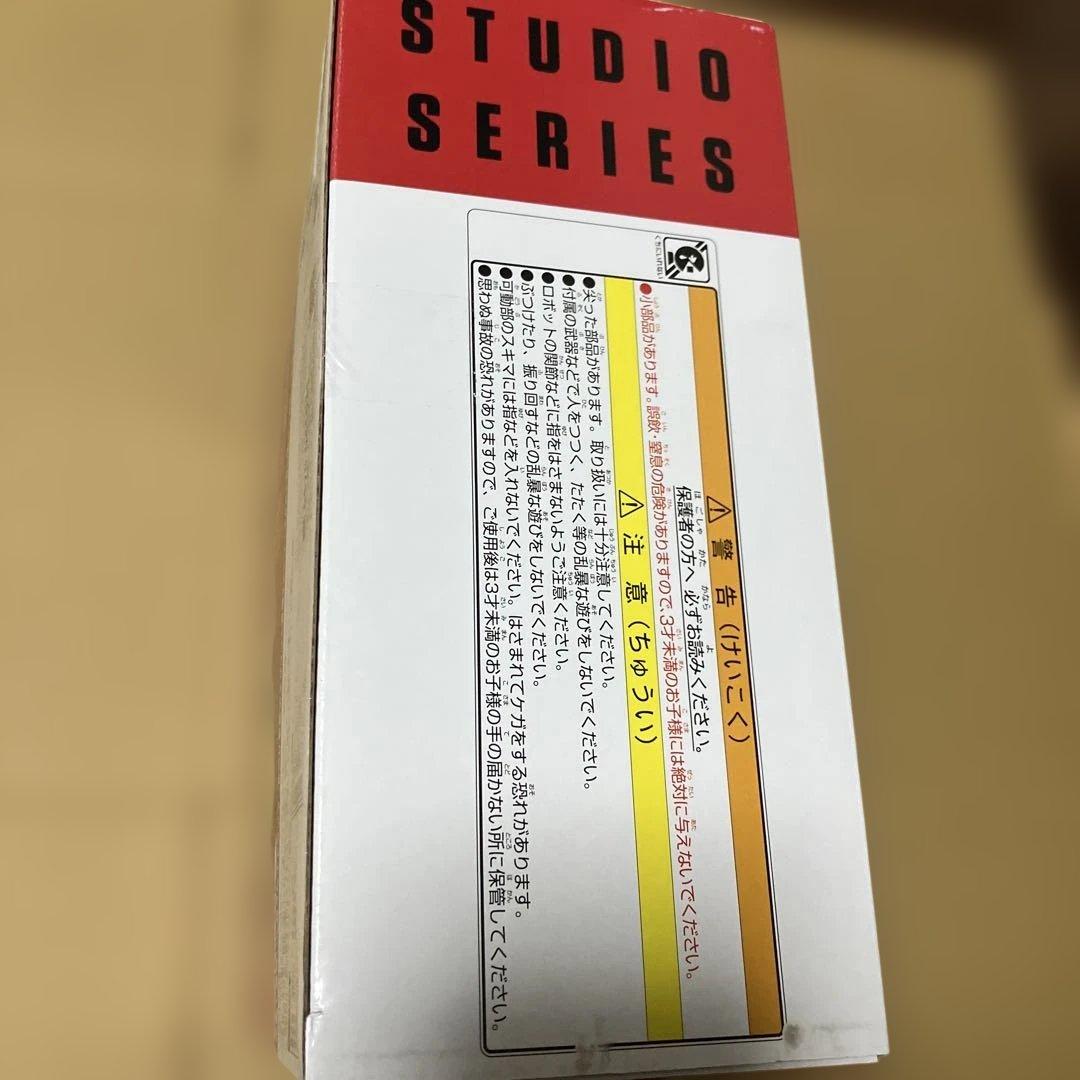 STUDIO
SERIES
くちにいれない
⚠ 警告(けいこく)
保護者の方へ 必ずお読みください。
●小部品があります。誤飲・窒息の危険がありますので、3才未満のお子様には絶対に与えないでください。
⚠ 注意(ちゅうい)
●尖った部品があります。取り扱いには十分注意してください。
●付属の武器などで人をつつく、たたく等の乱暴な遊びをしないでください。
●ロボットの関節などに指をはさまないようご注意ください。
●ぶつけたり、振り回すなどの乱暴な遊びをしないでください。
●可動部のスキマには指などを入れないでください。はさまれてケガをする恐れがあります。
●思わぬ事故の恐れがありますので、ご使用後は3才未満のお子様の手の届かない所に保管してください。